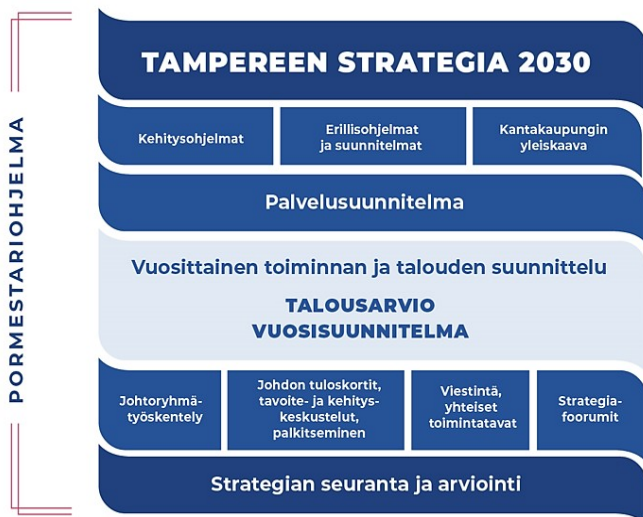 PORMESTARIOHJELMA
TAMPEREEN STRATEGIA 2030
Kehitysohjelmat
Erillisohjelmat
ja suunnitelmat
Kantakaupungin
yleiskaava
Palvelusuunnitelma
Vuosittainen toiminnan ja talouden suunnittelu
TALOUSARVIO
VUOSISUUNNITELMA
Johtoryhmä-
työskentely
Johdon tuloskortit,
tavoite- ja kehitys-
keskustelut,
palkitseminen
Viestintä,
yhteiset
toimintatavat
Strategia-
foorumit
Strategian seuranta ja arviointi